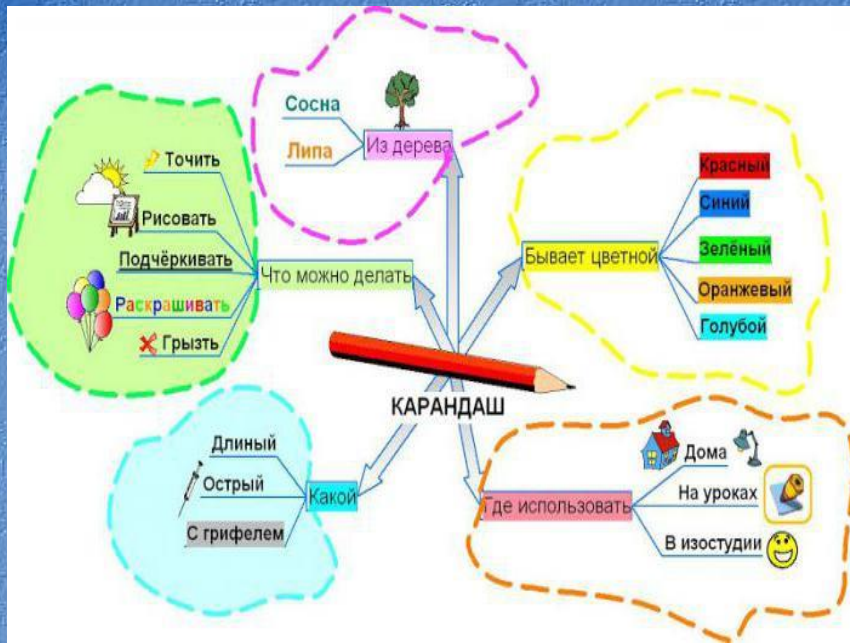 Сосна
Липа
Из дерева
Точить
Рисовать
Подчёркивать
Раскрашивать
Грызть
Что можно делать
Бывает цветной
Красный
Синий
Зелёный
Оранжевый
Голубой
КАРАНДАШ
Длиный
Острый
С грифелем
Какой
Где использовать
Дома
На уроках
В изостудии